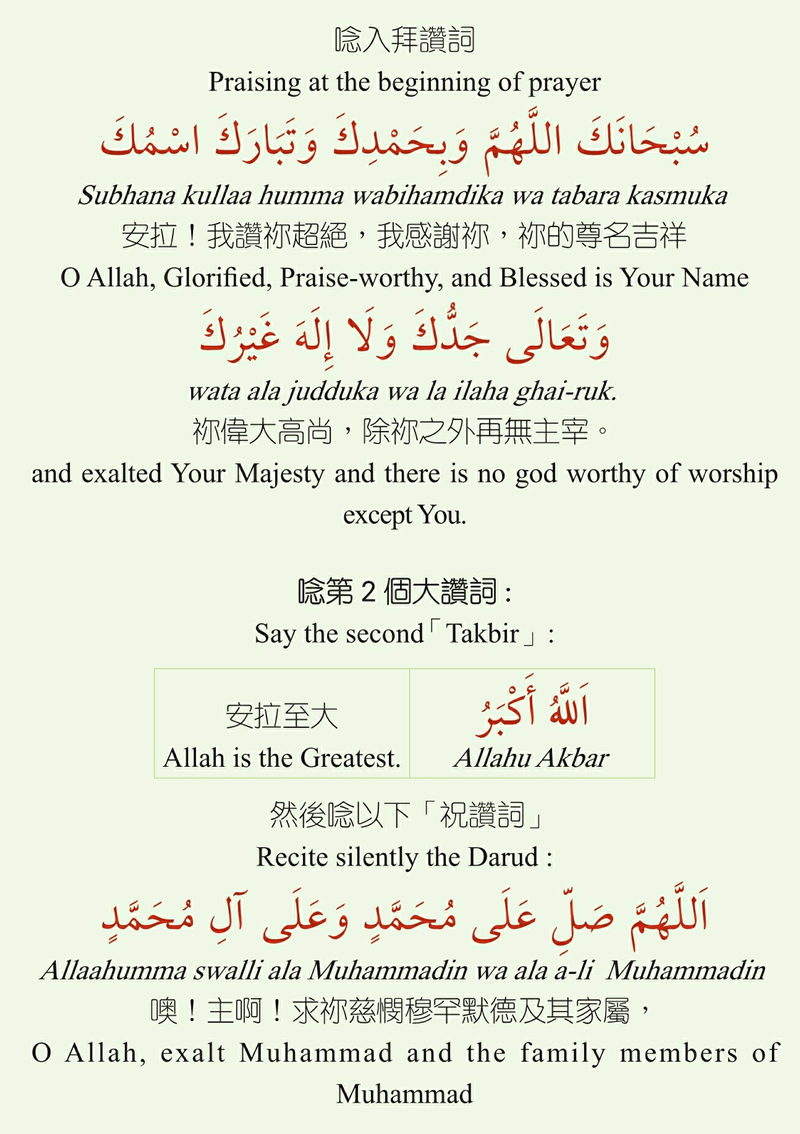 唸入拜讚詞
Praising at the beginning of prayer
سُبْحَانَكَ اللَّهُمَّ وَبِحَمْدِكَ وَتَبَارَكَ اسْمُكَ
Subhana kullaa humma wabihamdika wa tabara kasmuka
安拉！我讚祢超絕，我感謝祢，祢的尊名吉祥
O Allah, Glorified, Praise-worthy, and Blessed is Your Name
وَتَعَالَى جَدُّكَ وَلَا إِلَهَ غَيْرُكَ
wata ala judduka wa la ilaha ghai-ruk.
祢偉大高尚，除祢之外再無主宰。
and exalted Your Majesty and there is no god worthy of worship
except You.
唸第 2 個大讚詞 :
Say the second「Takbir」:
安拉至大
Allah is the Greatest.
اَللَّهُ أَكْبَرُ
Allahu Akbar
然後唸以下「祝讚詞」
Recite silently the Darud :
اَللَّهُمَّ صَلِّ عَلَى مُحَمَّدٍ وَعَلَى آلِ مُحَمَّدٍ
Allaahumma swalli ala Muhammadin wa ala a-li Muhammadin
噢！主啊！求祢慈憫穆罕默德及其家屬，
O Allah, exalt Muhammad and the family members of
Muhammad